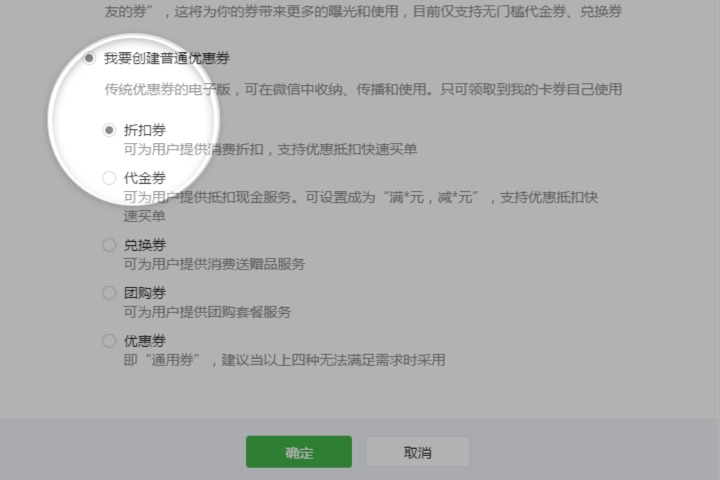 友的券”，这将为你的券带来更多的曝光和使用，目前仅支持无门槛代金券、兑换券
我要创建普通优惠券
传统优惠券的电子版，可在微信中收纳、传播和使用。只可领取到我的卡券自己使用
折扣券
可为用户提供消费折扣，支持优惠抵扣快速买单
代金券
可为用户提供抵扣现金服务。可设置成为“满*元，减*元”，支持优惠抵扣快
速买单
兑换券
可为用户提供消费送赠品服务
团购券
可为用户提供团购套餐服务
优惠券
即“通用券”，建议当以上四种无法满足需求时采用
确定 取消